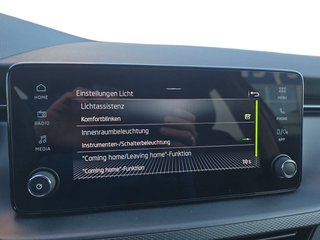 HOME
RADIO
MEDIA
Einstellungen Licht
Lichtassistenz
Komfortblinken
Innenraumbeleuchtung
Instrumenten-/Schalterbeleuchtung
"Coming home/Leaving home"-Funktion
"Coming home"-Funktion 10 s
MENU
PHONE
APP